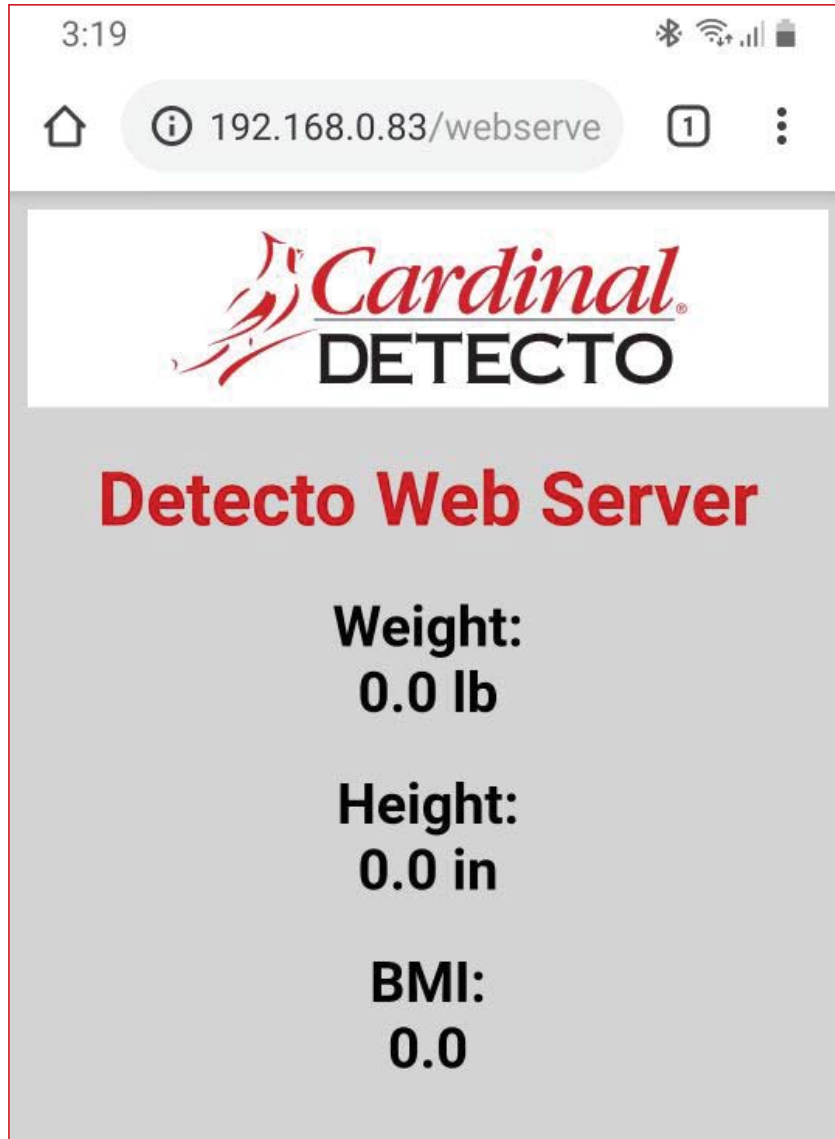 3:19
192.168.0.83/webserve
1
Cardinal®
DETECTO
Detecto Web Server
Weight:
0.0 lb
Height:
0.0 in
BMI:
0.0